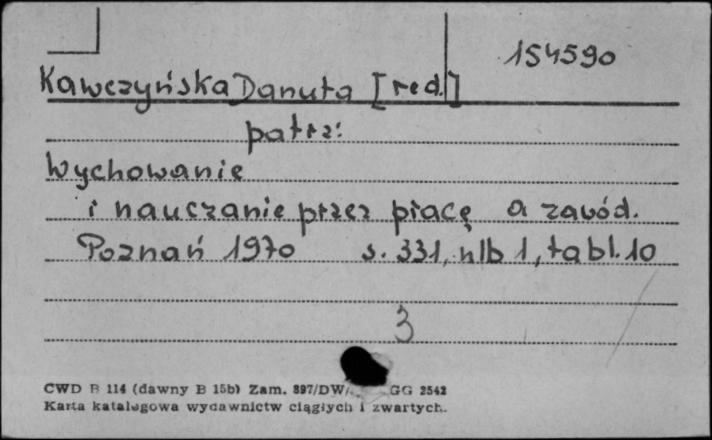 154590
Kawczyńska Danuta [red.]
patrz:
Wychowanie
i nauczanie przez pracę a zawód.
Poznań 1970 s. 331, nlb 1, tabl. 10
3
CWD B 114 (dawny B 15b) Zam. 897/DW/ GG 2542
Karta katalogowa wydawnictw ciągłych i zwartych.